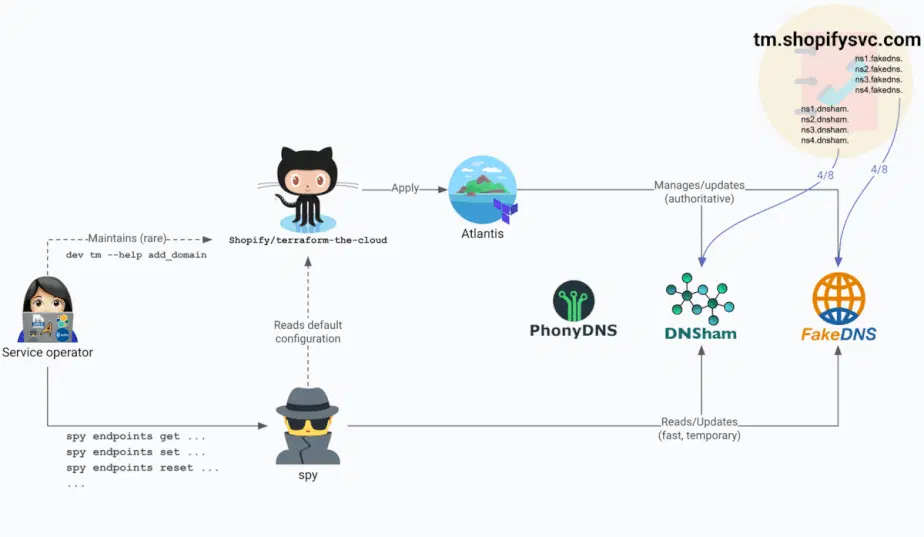 tm.shopifysvc.com
ns1.fakedns.
ns2.fakedns.
ns3.fakedns.
ns4.fakedns.
ns1.dnsham.
ns2.dnsham.
ns3.dnsham.
ns4.dnsham.
4/8
4/8
Apply
Manages/updates
(authoritative)
Atlantis
Shopify/terraform-the-cloud
Maintains (rare)
dev tm --help add_domain
Service operator
Reads default
configuration
PhonyDNS
DNSham
FakeDNS
spy endpoints get ...
spy endpoints set ...
spy endpoints reset ...
...
spy
Reads/Updates
(fast, temporary)